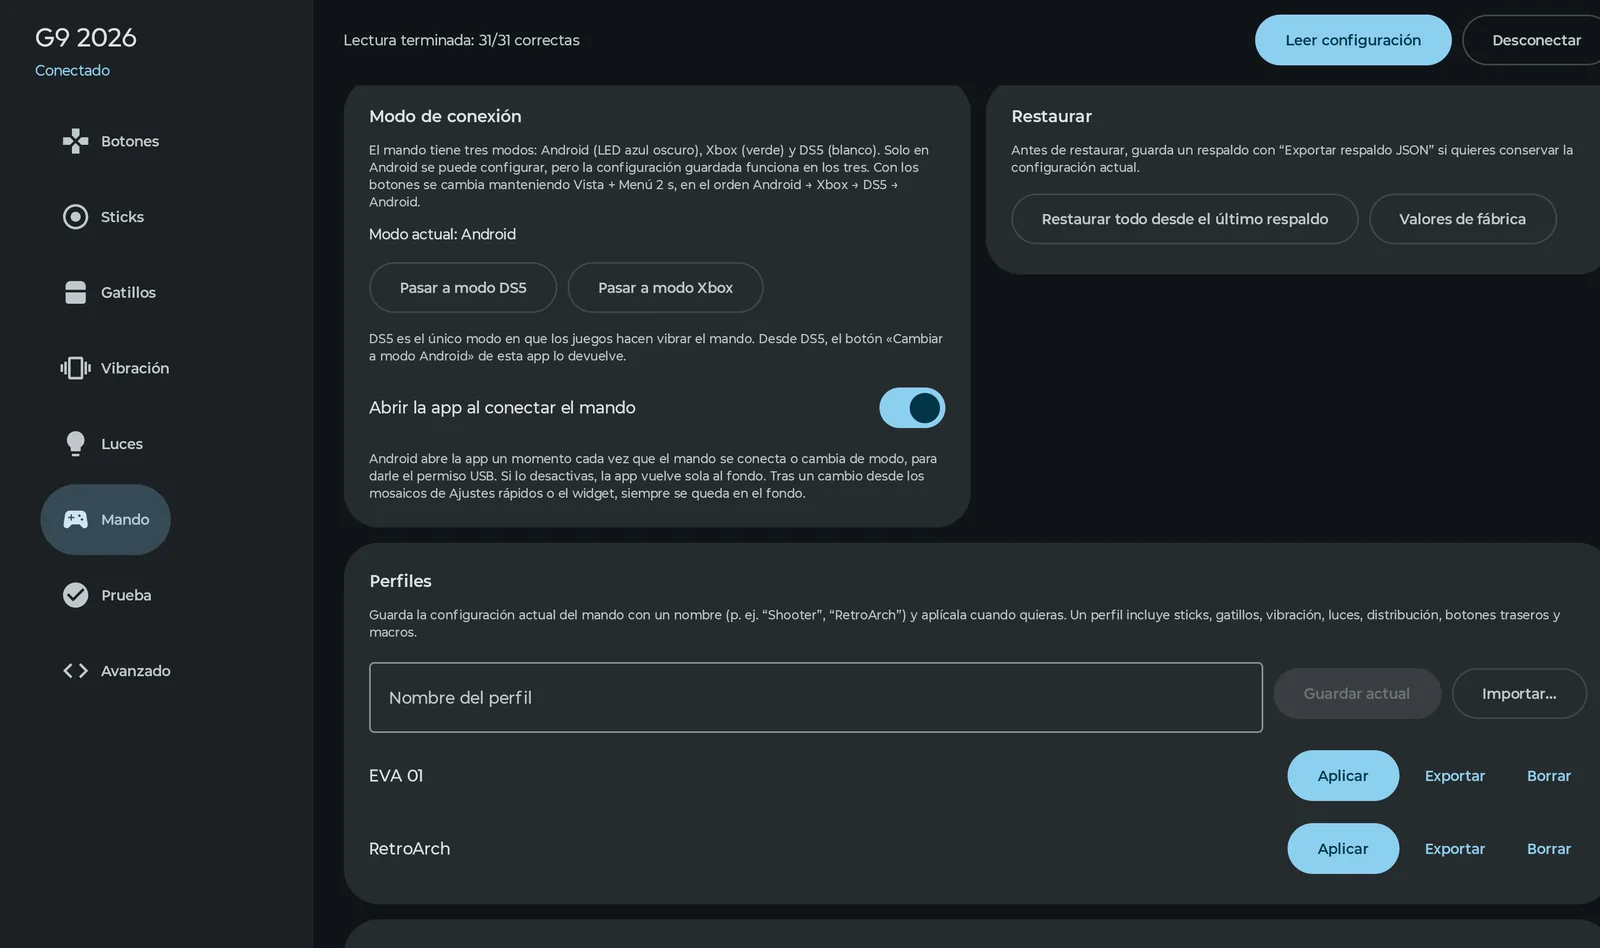 G9 2026
Conectado
Botones
Sticks
Gatillos
Vibración
Luces
Mando
Prueba
Avanzado
Lectura terminada: 31/31 correctas
Leer configuración
Desconectar
Modo de conexión
El mando tiene tres modos: Android (LED azul oscuro), Xbox (verde) y DS5 (blanco). Solo en
Android se puede configurar, pero la configuración guardada funciona en los tres. Con los
botones se cambia manteniendo Vista + Menú 2 s, en el orden Android → Xbox → DS5 →
Android.
Modo actual: Android
Pasar a modo DS5
Pasar a modo Xbox
DS5 es el único modo en que los juegos hacen vibrar el mando. Desde DS5, el botón «Cambiar
a modo Android» de esta app lo devuelve.
Abrir la app al conectar el mando
Android abre la app un momento cada vez que el mando se conecta o cambia de modo, para
darle el permiso USB. Si lo desactivas, la app vuelve sola al fondo. Tras un cambio desde los
mosaicos de Ajustes rápidos o el widget, siempre se queda en el fondo.
Restaurar
Antes de restaurar, guarda un respaldo con “Exportar respaldo JSON” si quieres conservar la
configuración actual.
Restaurar todo desde el último respaldo
Valores de fábrica
Perfiles
Guarda la configuración actual del mando con un nombre (p. ej. “Shooter”, “RetroArch”) y aplícala cuando quieras. Un perfil incluye sticks, gatillos, vibración, luces, distribución, botones traseros y
macros.
Nombre del perfil
Guardar actual
Importar...
EVA 01
Aplicar
Exportar
Borrar
RetroArch
Aplicar
Exportar
Borrar